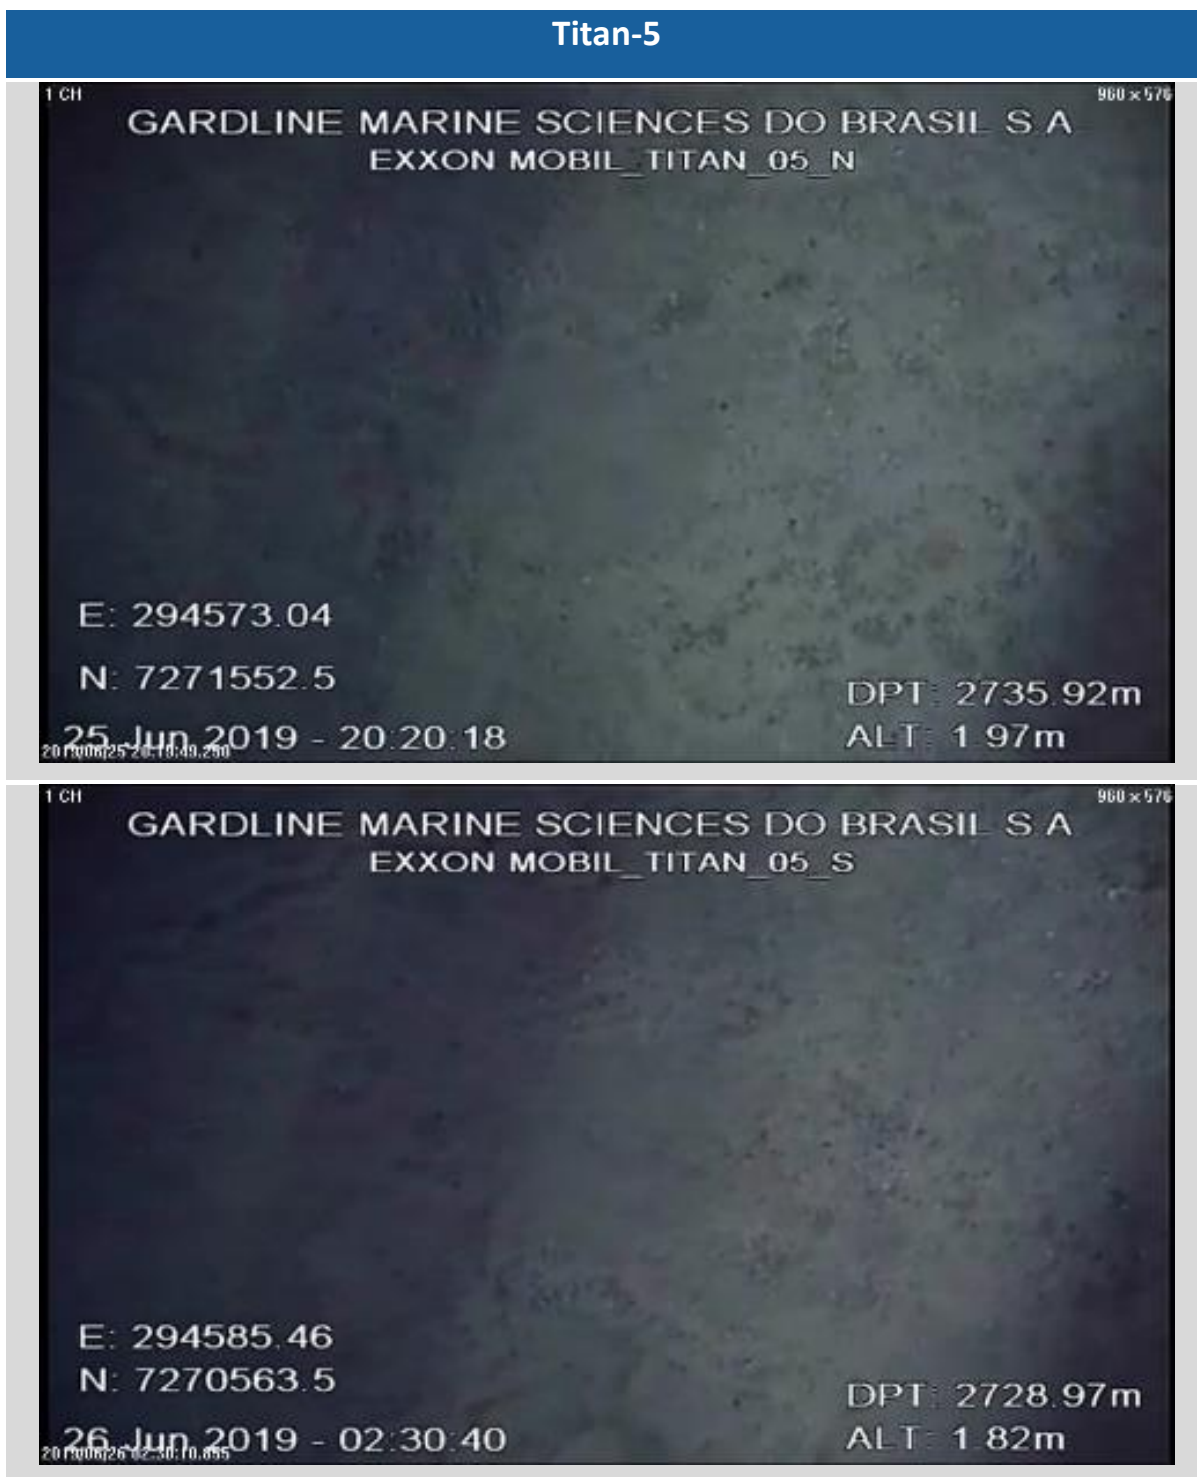 Titan-5
1 CH
960 x 576
GARDLINE MARINE SCIENCES DO BRASIL S A
EXXON MOBIL_TITAN_05_N
E: 294573.04
N: 7271552.5
DPT: 2735.92m
25 Jun 2019 - 20:20:18
ALT: 1.97m
1 CH
960 x 576
GARDLINE MARINE SCIENCES DO BRASIL S A
EXXON MOBIL_TITAN_05_S
E: 294585.46
N: 7270563.5
DPT: 2728.97m
26 Jun 2019 - 02:30:40
ALT: 1.82m